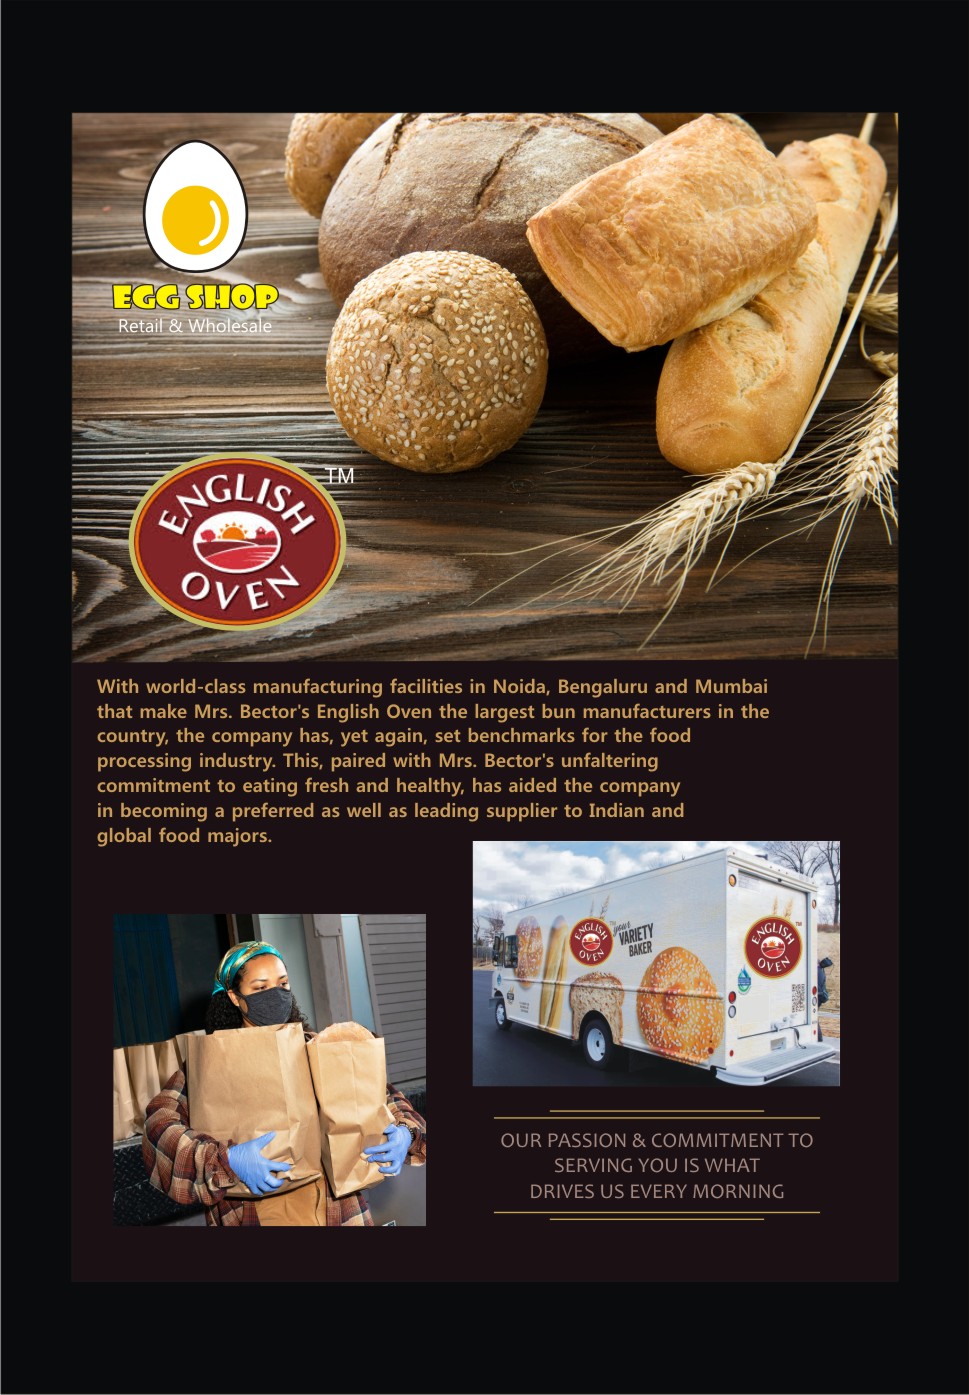 EGG SHOP
Retail & Wholesale
TM
ENGLISH
OVEN
With world-class manufacturing facilities in Noida, Bengaluru and Mumbai
that make Mrs. Bector's English Oven the largest bun manufacturers in the
country, the company has, yet again, set benchmarks for the food
processing industry. This, paired with Mrs. Bector's unfaltering
commitment to eating fresh and healthy, has aided the company
in becoming a preferred as well as leading supplier to Indian and
global food majors.
ENGLISH
OVEN
your
VARIETY
BAKER
TM
ENGLISH
OVEN
OUR PASSION & COMMITMENT TO
SERVING YOU IS WHAT
DRIVES US EVERY MORNING